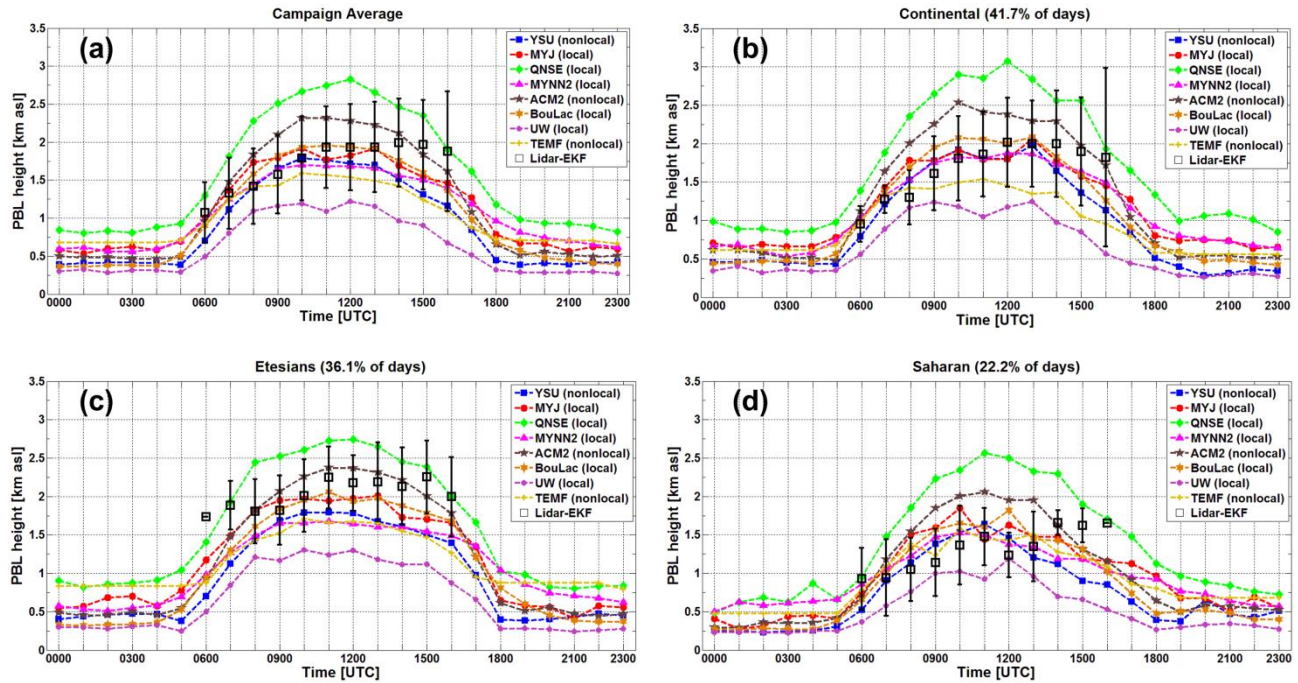 Campaign Average
(a)
YSU (nonlocal)
MYJ (local)
QNSE (local)
MYNN2 (local)
ACM2 (nonlocal)
BouLac (local)
UW (local)
TEMF (nonlocal)
Lidar-EKF
PBL height [km asl]
3.5
3
2.5
2
1.5
1
0.5
0
0000 0300 0600 0900 1200 1500 1800 2100 2300
Time [UTC]
Continental (41.7% of days)
(b)
YSU (nonlocal)
MYJ (local)
QNSE (local)
MYNN2 (local)
ACM2 (nonlocal)
BouLac (local)
UW (local)
TEMF (nonlocal)
Lidar-EKF
PBL height [km asl]
3.5
3
2.5
2
1.5
1
0.5
0
0000 0300 0600 0900 1200 1500 1800 2100 2300
Time [UTC]
Etesians (36.1% of days)
(c)
YSU (nonlocal)
MYJ (local)
QNSE (local)
MYNN2 (local)
ACM2 (nonlocal)
BouLac (local)
UW (local)
TEMF (nonlocal)
Lidar-EKF
PBL height [km asl]
3.5
3
2.5
2
1.5
1
0.5
0
0000 0300 0600 0900 1200 1500 1800 2100 2300
Time [UTC]
Saharan (22.2% of days)
(d)
YSU (nonlocal)
MYJ (local)
QNSE (local)
MYNN2 (local)
ACM2 (nonlocal)
BouLac (local)
UW (local)
TEMF (nonlocal)
Lidar-EKF
PBL height [km asl]
3.5
3
2.5
2
1.5
1
0.5
0
0000 0300 0600 0900 1200 1500 1800 2100 2300
Time [UTC]